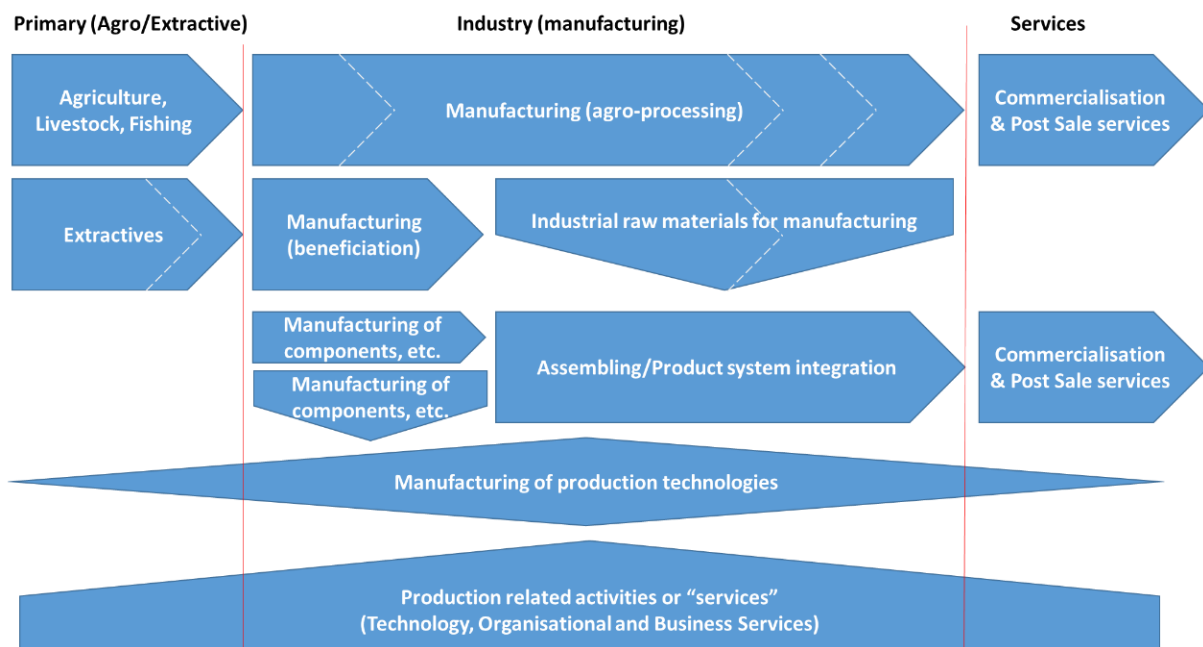 Primary (Agro/Extractive)
Industry (manufacturing)
Services
Agriculture,
Livestock, Fishing
Manufacturing (agro-processing)
Commercialisation
& Post Sale services
Extractives
Manufacturing
(beneficiation)
Industrial raw materials for manufacturing
Manufacturing of
components, etc.
Manufacturing of
components, etc.
Assembling/Product system integration
Commercialisation
& Post Sale services
Manufacturing of production technologies
Production related activities or “services”
(Technology, Organisational and Business Services)